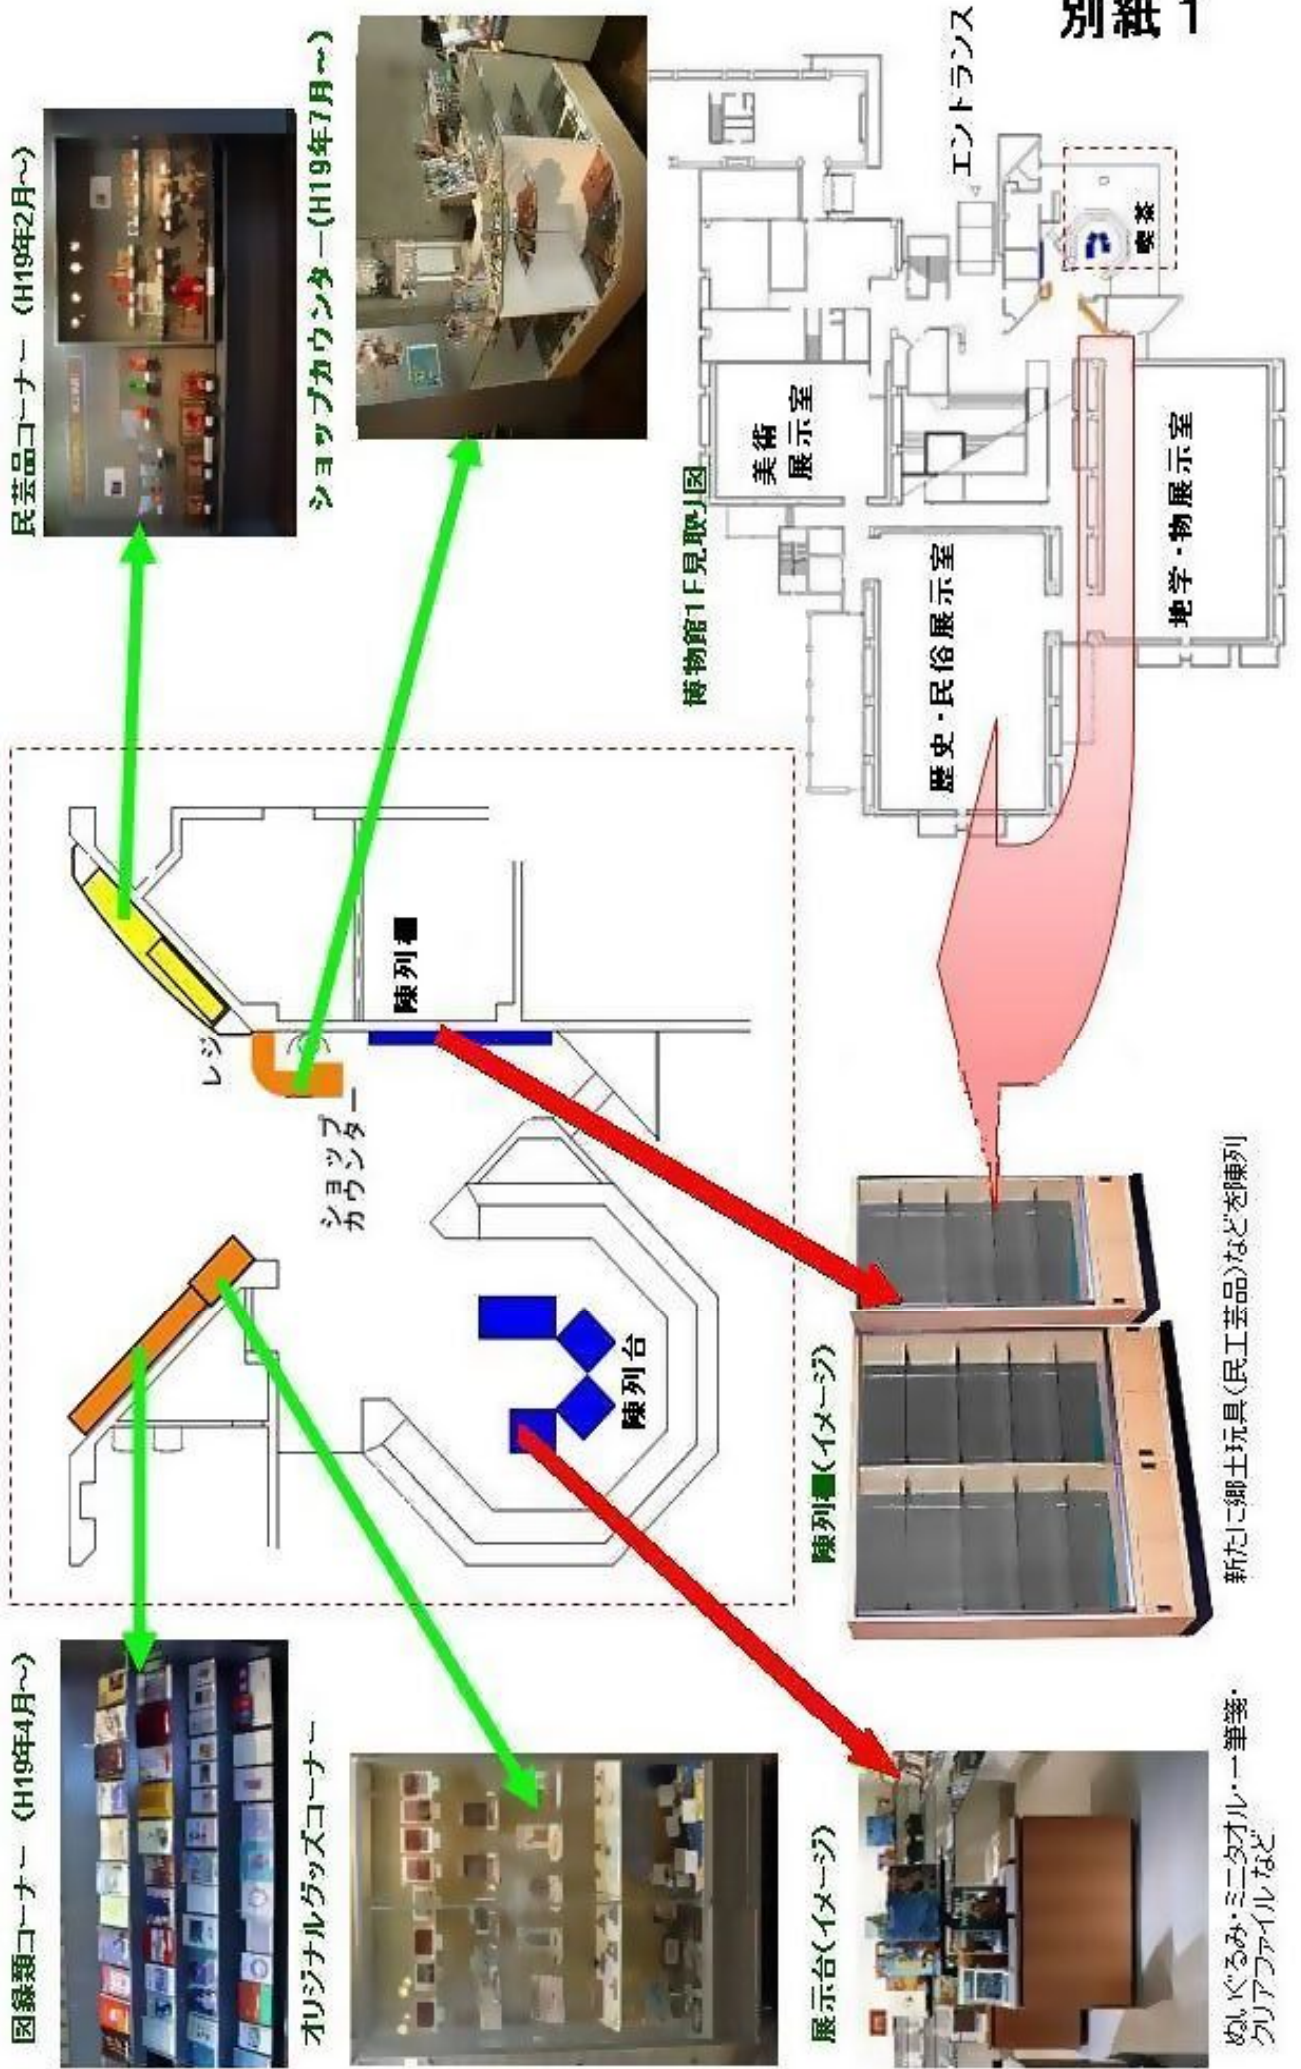 別紙1
図録類コーナー (H19年4月～)
オリジナルグッズコーナー
民芸品コーナー (H19年2月～)
ショップカウンター(H19年7月～)
レジ
ショップ
カウンター
陳列棚
陳列台
博物館1F見取り図
美術
展示室
歴史・民俗展示室
地学・物展示室
エントランス
喫茶
展示台(イメージ)
ぬいぐるみ・ミニタオル・一筆箋・
クリアファイル など
陳列棚(イメージ)
新たに郷土玩具(民工芸品)などを陳列